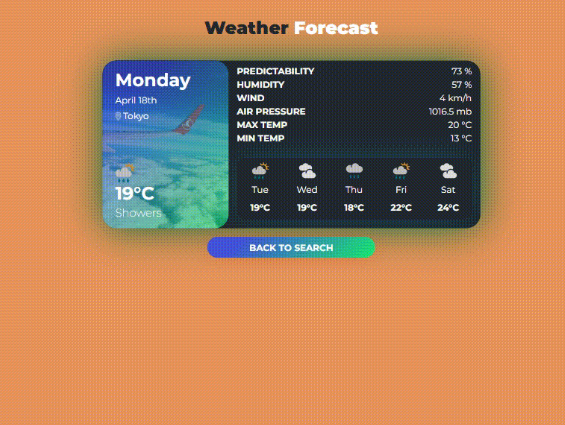 Weather Forecast
Monday
April 18th
Tokyo
19°C
Showers
PREDICTABILITY 73 %
HUMIDITY 57 %
WIND 4 km/h
AIR PRESSURE 1016.5 mb
MAX TEMP 20 °C
MIN TEMP 13 °C
Tue Wed Thu Fri Sat
19°C 19°C 18°C 22°C 24°C
BACK TO SEARCH